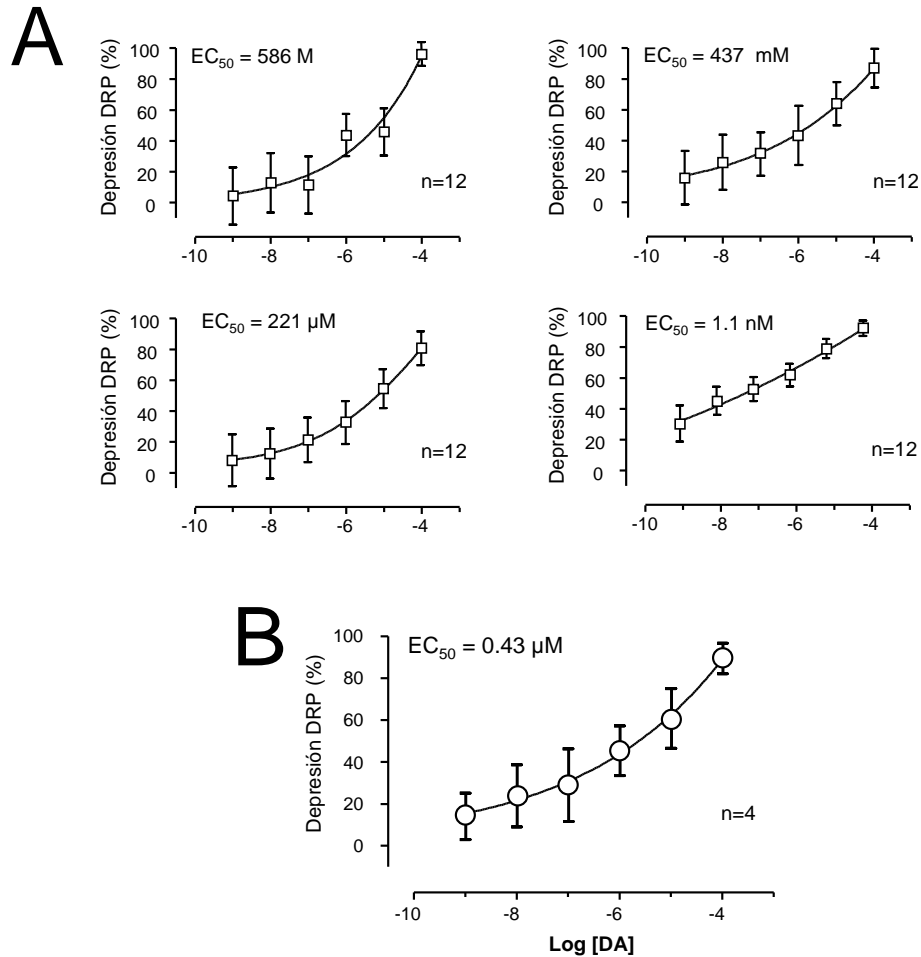 A
EC50 = 586 M
Depresión DRP (%)
100
80
60
40
20
0
n=12
-10
-8
-6
-4
EC50 = 437 mM
Depresión DRP (%)
100
80
60
40
20
0
n=12
-10
-8
-6
-4
EC50 = 221 µM
Depresión DRP (%)
100
80
60
40
20
0
n=12
-10
-8
-6
-4
EC50 = 1.1 nM
Depresión DRP (%)
100
80
60
40
20
0
n=12
-10
-8
-6
-4
B
EC50 = 0.43 µM
Depresión DRP (%)
100
80
60
40
20
0
n=4
-10
-8
-6
-4
Log [DA]